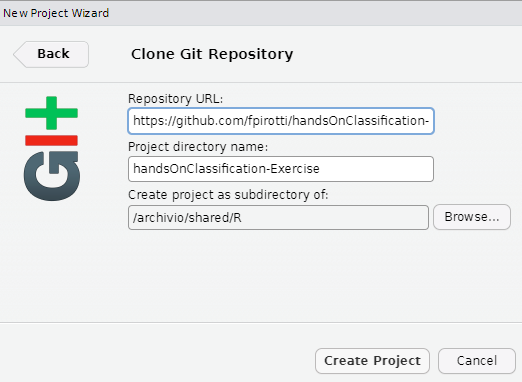 New Project Wizard
Back
Clone Git Repository
git
Repository URL:
https://github.com/fpirotti/handsOnClassification-
Project directory name:
handsOnClassification-Exercise
Create project as subdirectory of:
/archivio/shared/R
Browse...
Create Project
Cancel